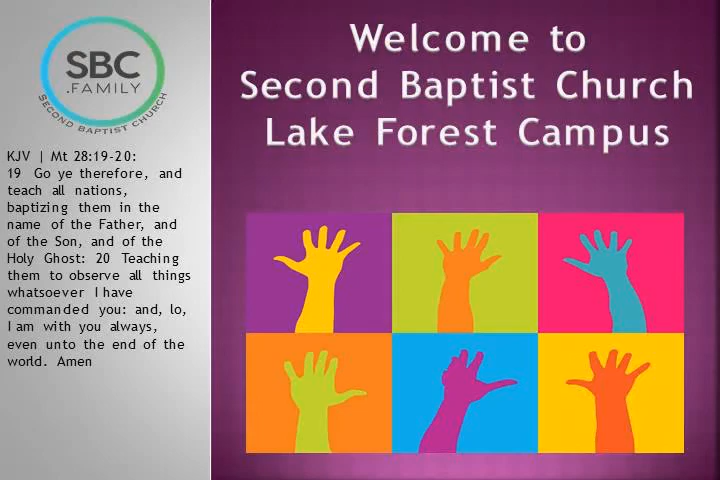 SBC
.FAMILY
SECOND BAPTIST CHURCH
KJV | Mt 28:19-20:
19 Go ye therefore, and
teach all nations,
baptizing them in the
name of the Father, and
of the Son, and of the
Holy Ghost: 20 Teaching
them to observe all things
whatsoever I have
commanded you: and, lo,
I am with you always,
even unto the end of the
world. Amen
Welcome to
Second Baptist Church
Lake Forest Campus